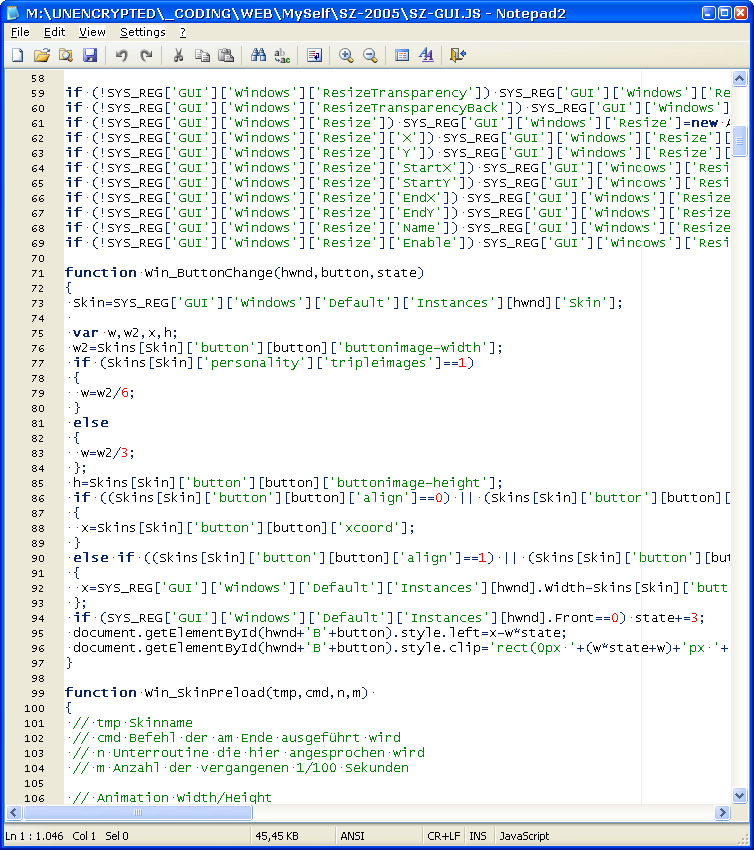 M:\UNENCRYPTED\_CODING\WEB\MySelf\SZ-2005\SZ-GUI.JS - Notepad2
File Edit View Settings ?
58
59 if (!SYS_REG['GUI']['Windows']['ResizeTransparency']) SYS_REG['GUI']['Windows']['Re
60 if (!SYS_REG['GUI']['Windows']['ResizeTransparencyBack']) SYS_REG['GUI']['Windows']
61 if (!SYS_REG['GUI']['Windows']['Resize']) SYS_REG['GUI']['Windows']['Resize']=new A
62 if (!SYS_REG['GUI']['Windows']['Resize']['X']) SYS_REG['GUI']['Windows']['Resize'][
63 if (!SYS_REG['GUI']['Windows']['Resize']['Y']) SYS_REG['GUI']['Windows']['Resize'][
64 if (!SYS_REG['GUI']['Windows']['Resize']['StartX']) SYS_REG['GUI']['Windows']['Resi
65 if (!SYS_REG['GUI']['Windows']['Resize']['StartY']) SYS_REG['GUI']['Windows']['Resi
66 if (!SYS_REG['GUI']['Windows']['Resize']['EndX']) SYS_REG['GUI']['Windows']['Resize
67 if (!SYS_REG['GUI']['Windows']['Resize']['EndY']) SYS_REG['GUI']['Windows']['Resize
68 if (!SYS_REG['GUI']['Windows']['Resize']['Name']) SYS_REG['GUI']['Windows']['Resize
69 if (!SYS_REG['GUI']['Windows']['Resize']['Enable']) SYS_REG['GUI']['Windows']['Resi
70
71 function Win_ButtonChange(hwnd,button,state)
72 {
73 Skin=SYS_REG['GUI']['Windows']['Default']['Instances'][hwnd]['Skin'];
74
75 var w,w2,x,h;
76 w2=Skins[Skin]['button'][button]['buttonimage-width'];
77 if (Skins[Skin]['personality']['tripleimages']==1)
78 {
79 w=w2/6;
80 }
81 else
82 {
83 w=w2/3;
84 };
85 h=Skins[Skin]['button'][button]['buttonimage-height'];
86 if ((Skins[Skin]['button'][button]['align']==0) || (Skins[Skin]['button'][button][
87 {
88 x=Skins[Skin]['button'][button]['xcoord'];
89 }
90 else if ((Skins[Skin]['button'][button]['align']==1) || (Skins[Skin]['button'][but
91 {
92 x=SYS_REG['GUI']['Windows']['Default']['Instances'][hwnd].Width-Skins[Skin]['butt
93 };
94 if (SYS_REG['GUI']['Windows']['Default']['Instances'][hwnd].Front==0) state+=3;
95 document.getElementById(hwnd+'B'+button).style.left=x-w*state;
96 document.getElementById(hwnd+'B'+button).style.clip='rect(0px '+(w*state+w)+'px '+
97 }
98
99 function Win_SkinPreload(tmp,cmd,n,m)
100 {
101 // tmp Skinname
102 // cmd Befehl der am Ende ausgeführt wird
103 // n Unterroutine die hier angesprochen wird
104 // m Anzahl der vergangenen 1/100 Sekunden
105
106 // Animation Width/Height
Ln 1 : 1.046 Col 1 Sel 0 45,45 KB ANSI CR+LF INS JavaScript